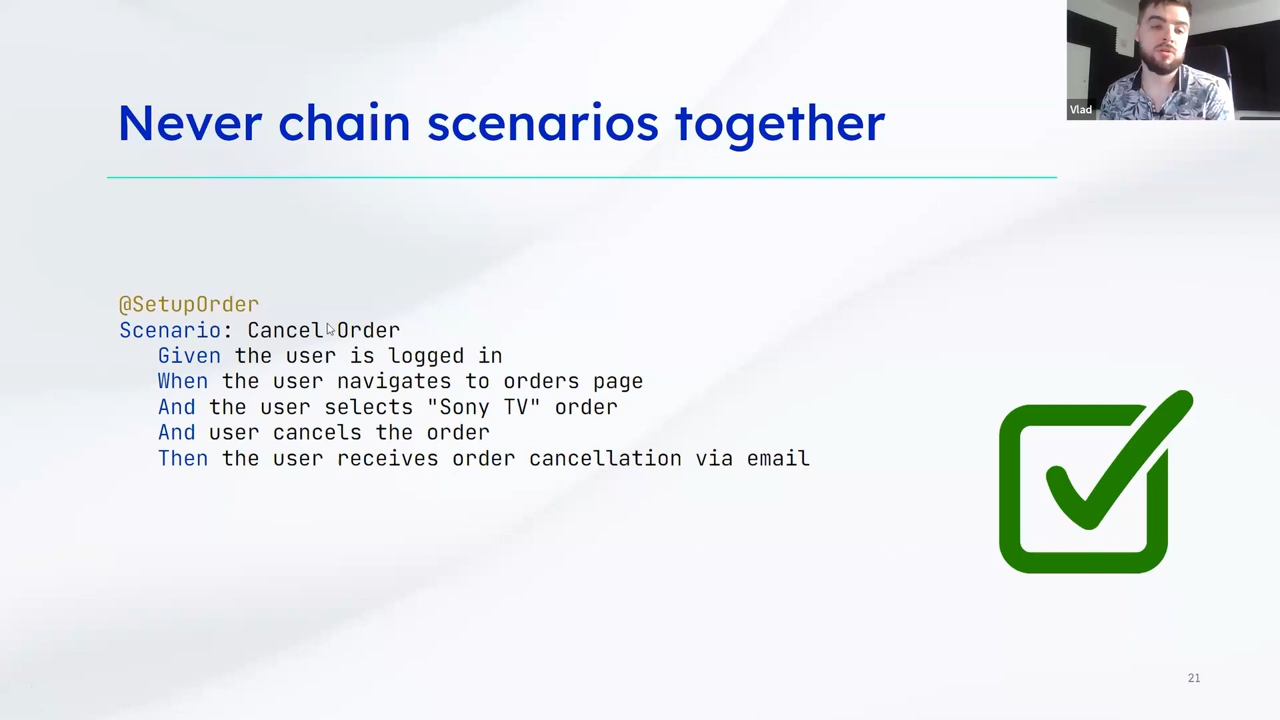 Never chain scenarios together
Vlad
@SetupOrder
Scenario: Cancel Order
Given the user is logged in
When the user navigates to orders page
And the user selects "Sony TV" order
And user cancels the order
Then the user receives order cancellation via email
21